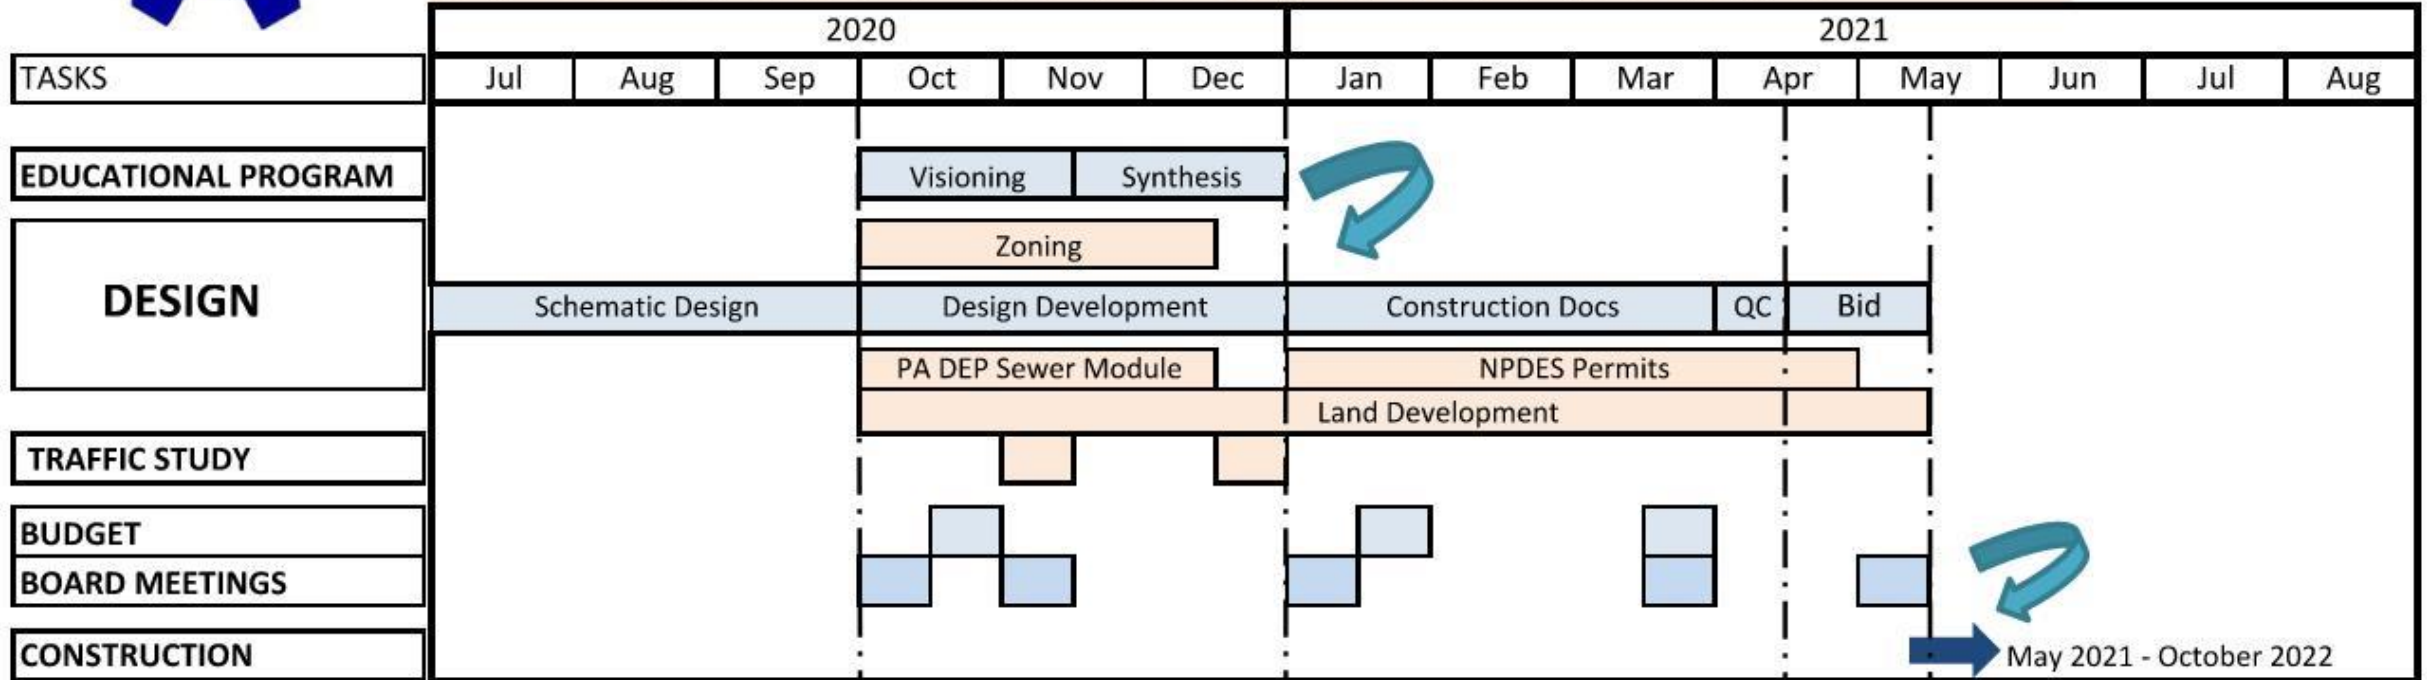 2020 2021
TASKS Jul Aug Sep Oct Nov Dec Jan Feb Mar Apr May Jun Jul Aug
EDUCATIONAL PROGRAM Visioning Synthesis
Zoning
DESIGN Schematic Design Design Development Construction Docs QC Bid
PA DEP Sewer Module NPDES Permits
Land Development
TRAFFIC STUDY
BUDGET
BOARD MEETINGS
CONSTRUCTION May 2021 - October 2022